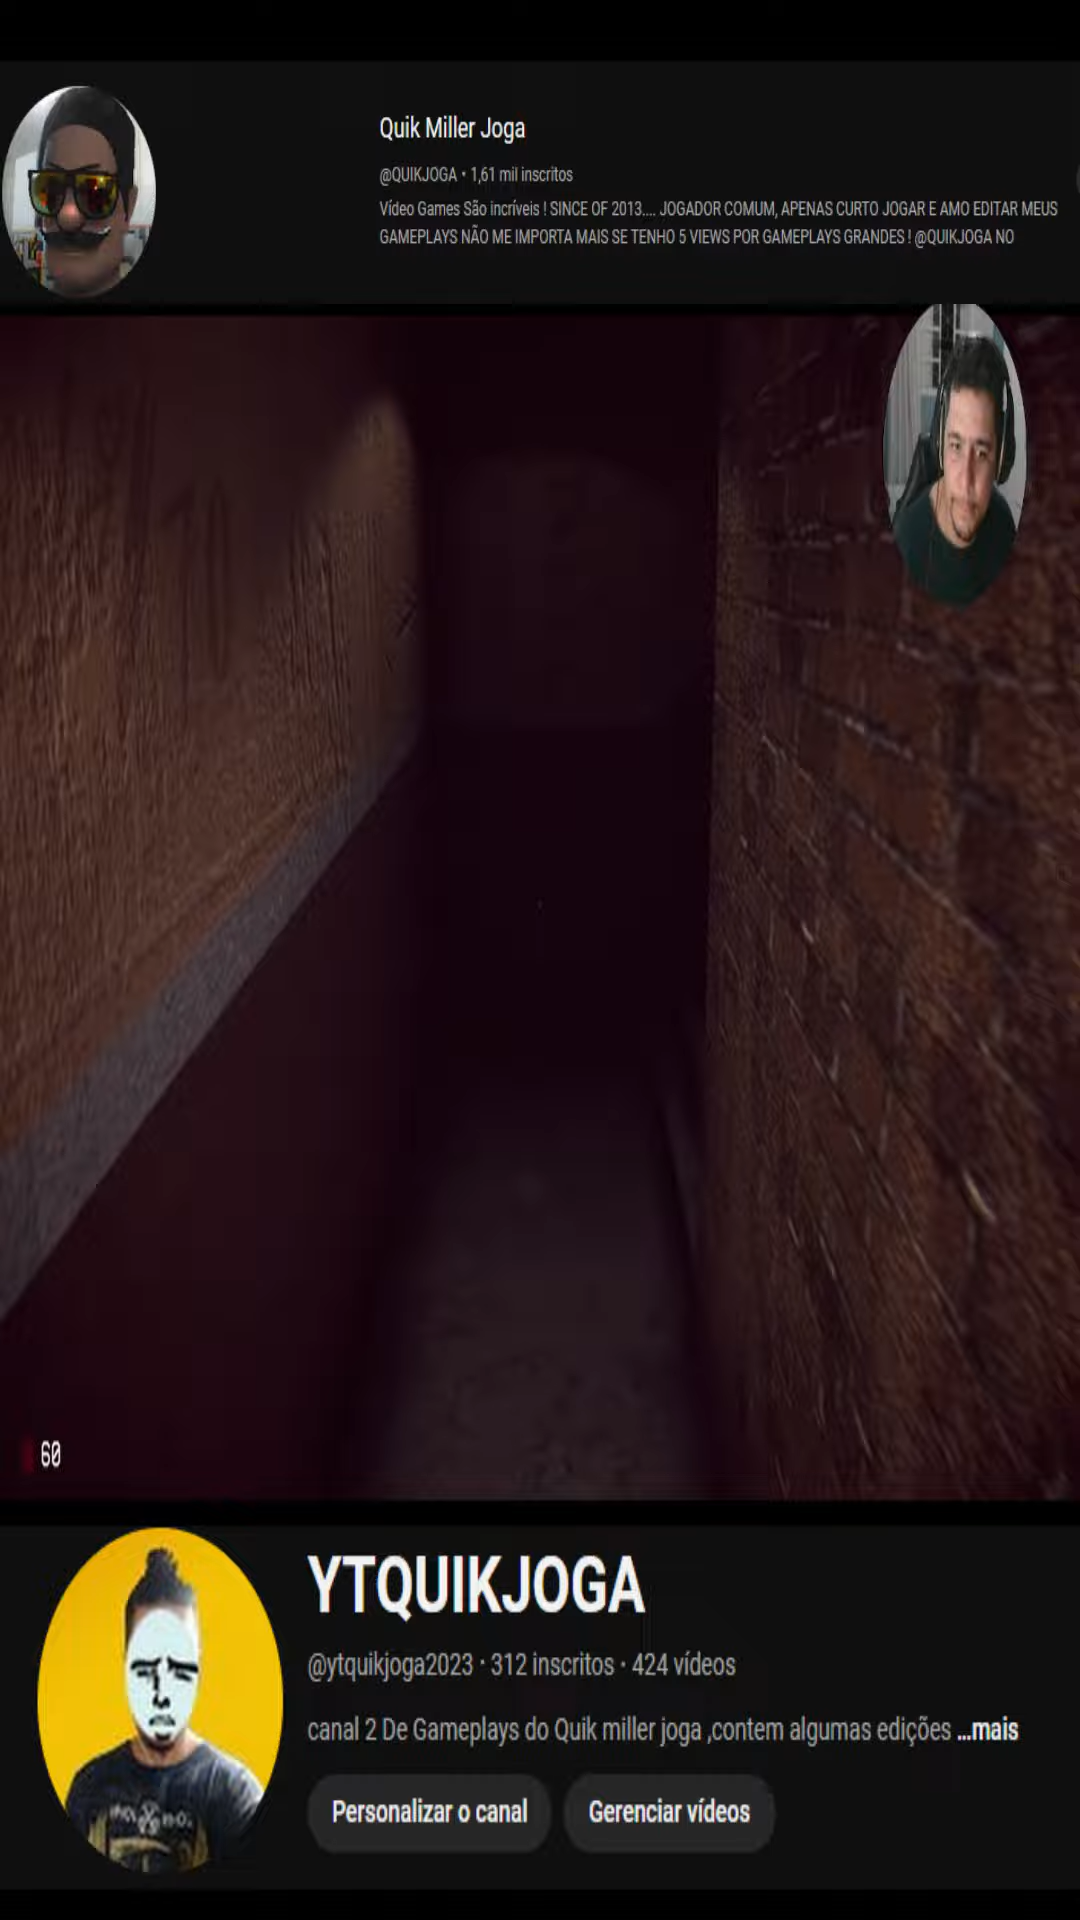 Quik Miller Joga
@QUIKJOGA • 1,61 mil inscritos
Vídeo Games São incríveis ! SINCE OF 2013.... JOGADOR COMUM, APENAS CURTO JOGAR E AMO EDITAR MEUS
GAMEPLAYS NÃO ME IMPORTA MAIS SE TENHO 5 VIEWS POR GAMEPLAYS GRANDES ! @QUIKJOGA NO
60
YTQUIKJOGA
@ytquikjoga2023 • 312 inscritos • 424 vídeos
canal 2 De Gameplays do Quik miller joga ,contem algumas edições ...mais
Personalizar o canal Gerenciar vídeos